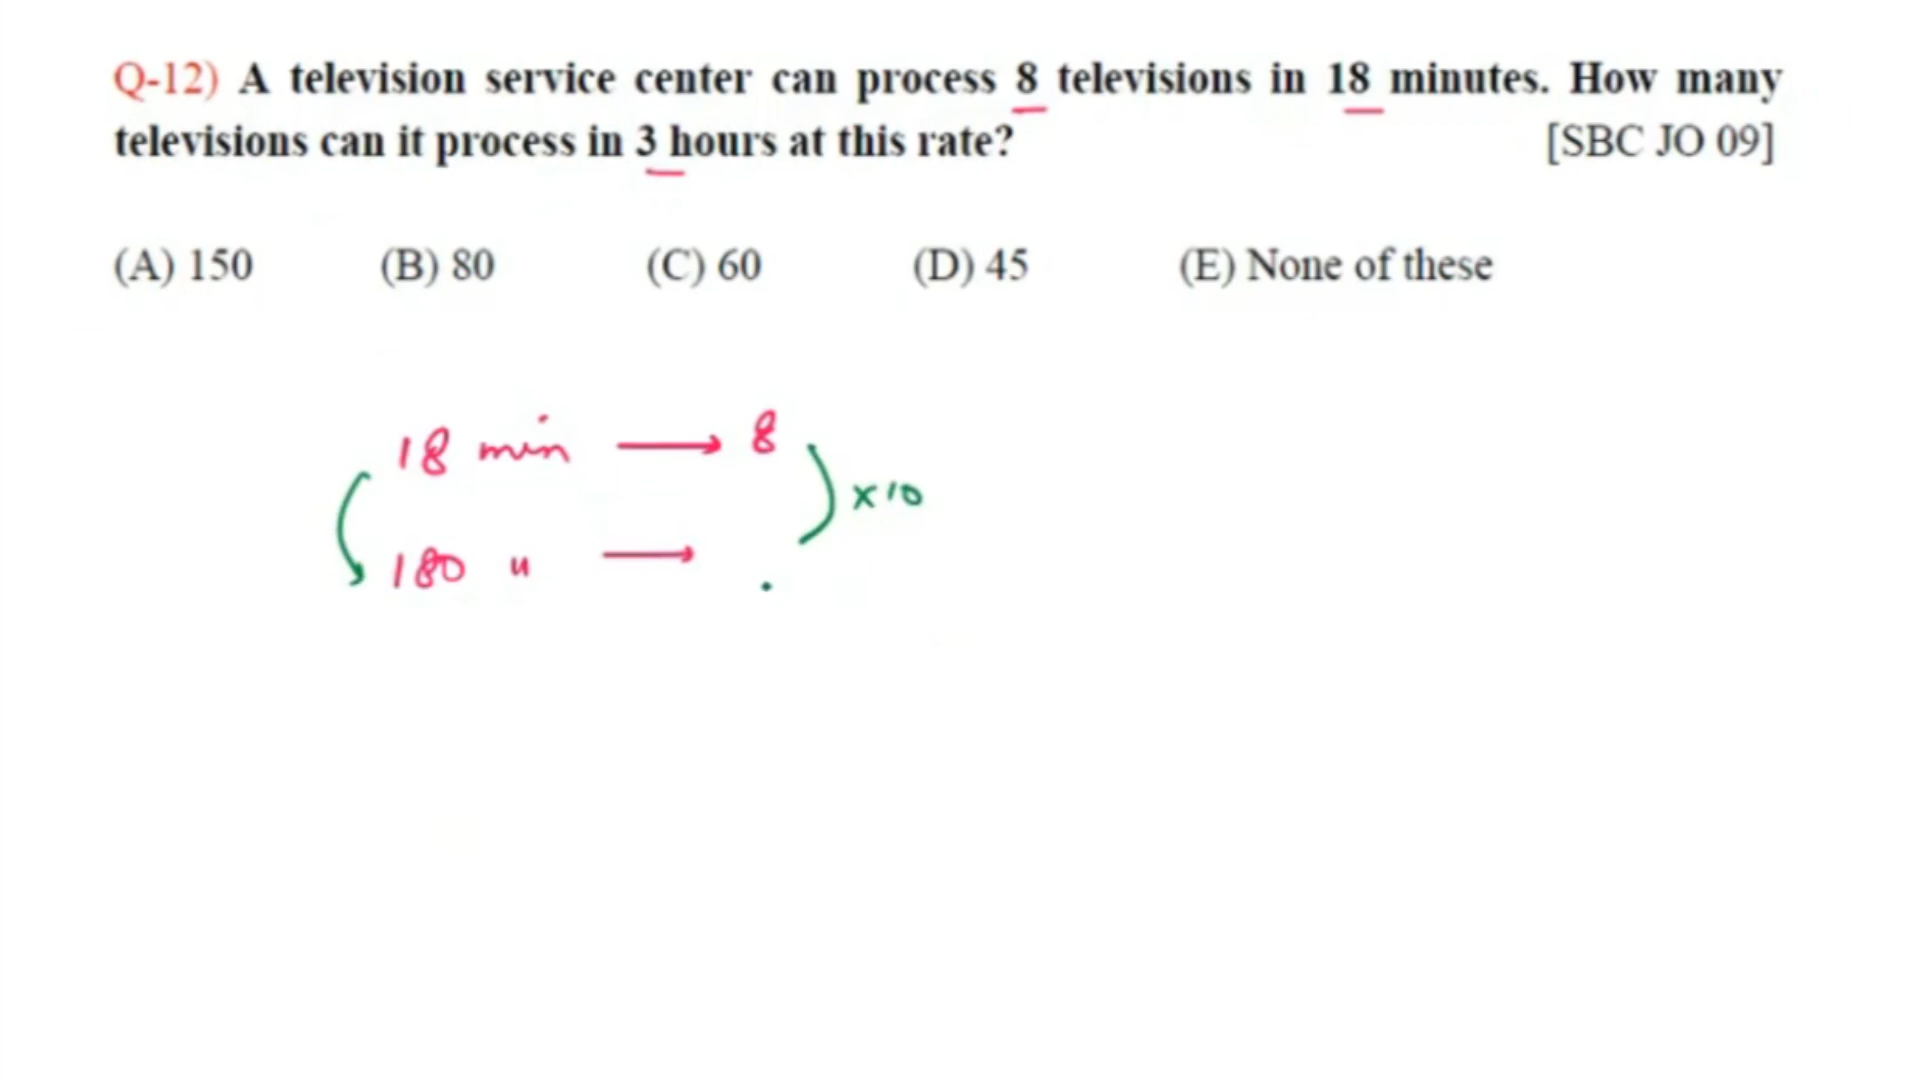 Q-12) A television service center can process 8 televisions in 18 minutes. How many
televisions can it process in 3 hours at this rate? [SBC JO 09]
(A) 150 (B) 80 (C) 60 (D) 45 (E) None of these
18 min → 8
×10
180 " →